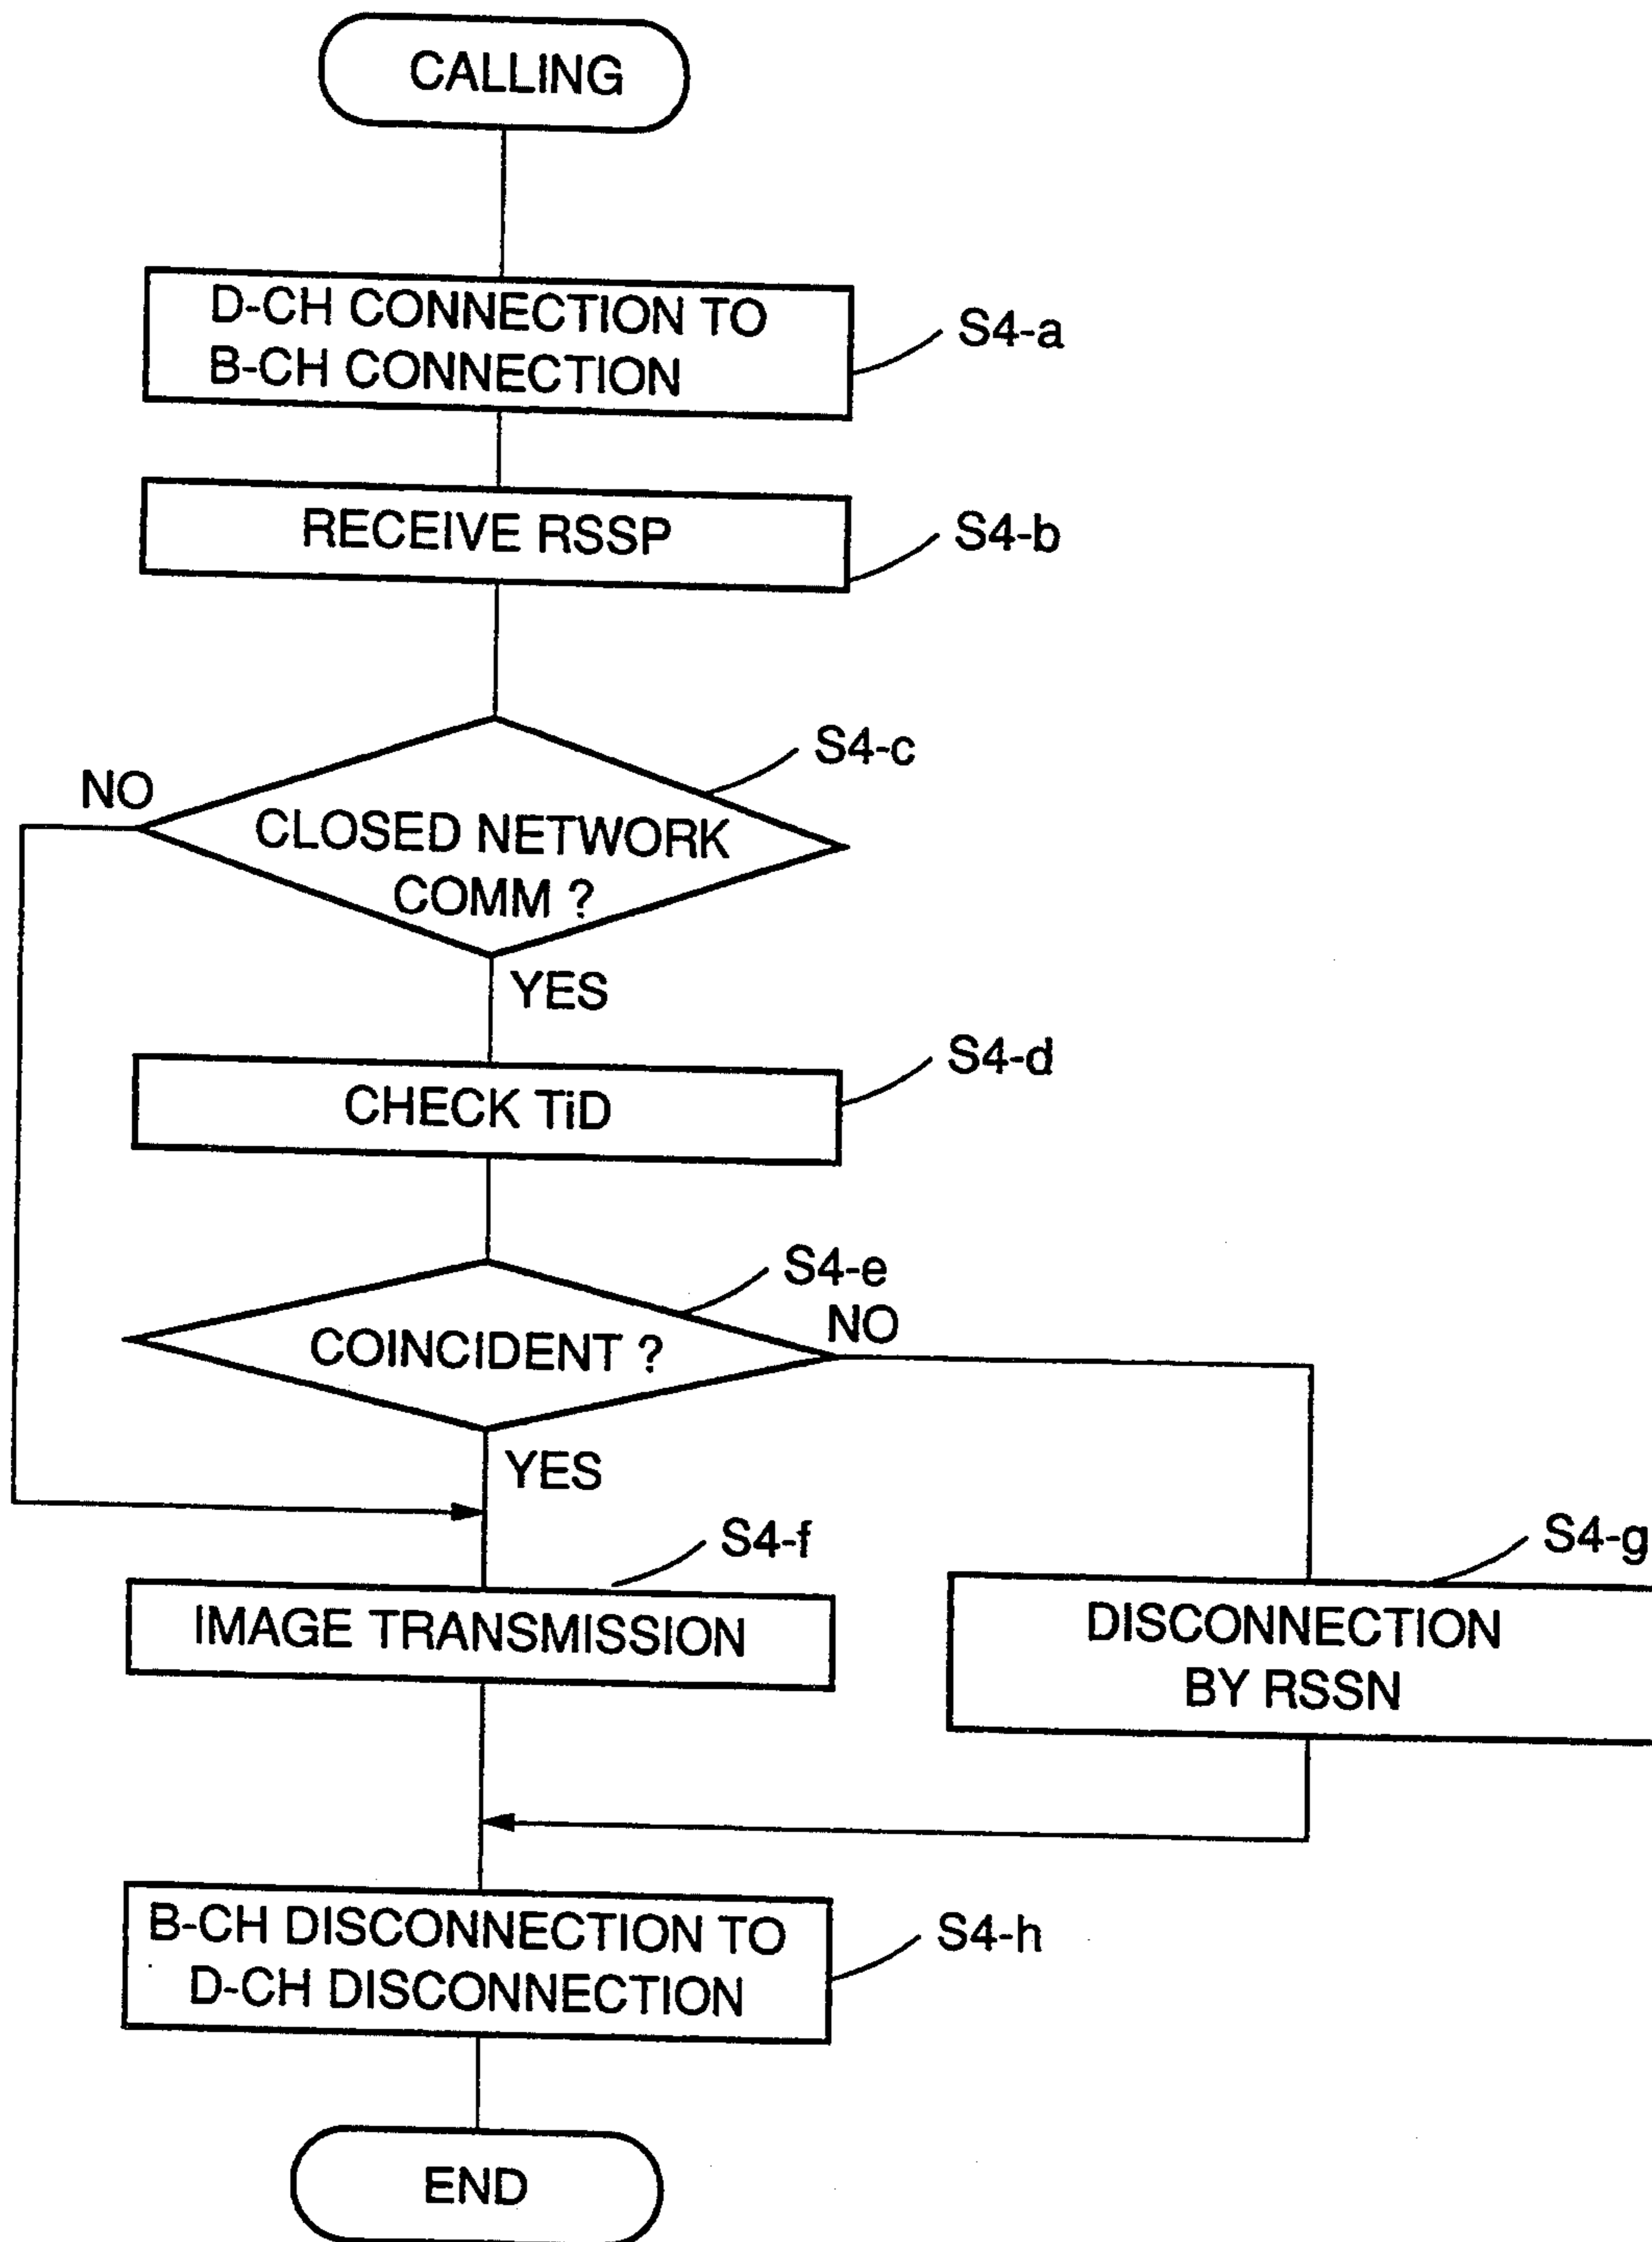 CALLING
D-CH CONNECTION TO
B-CH CONNECTION
S4-a
RECEIVE RSSP
S4-b
S4-c
NO
CLOSED NETWORK
COMM ?
YES
S4-d
CHECK TiD
S4-e
NO
COINCIDENT ?
YES
S4-f
S4-g
IMAGE TRANSMISSION
DISCONNECTION
BY RSSN
B-CH DISCONNECTION TO
D-CH DISCONNECTION
S4-h
END